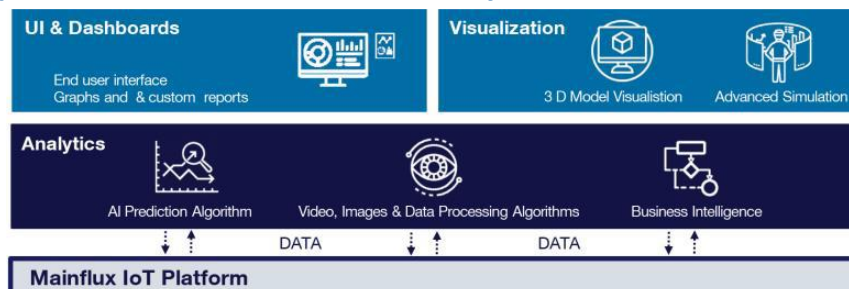 UI & Dashboards
End user interface
Graphs and & custom reports
Visualization
3 D Model Visualistion
Advanced Simulation
Analytics
AI Prediction Algorithm
Video, Images & Data Processing Algorithms
Business Intelligence
DATA
DATA
Mainflux IoT Platform